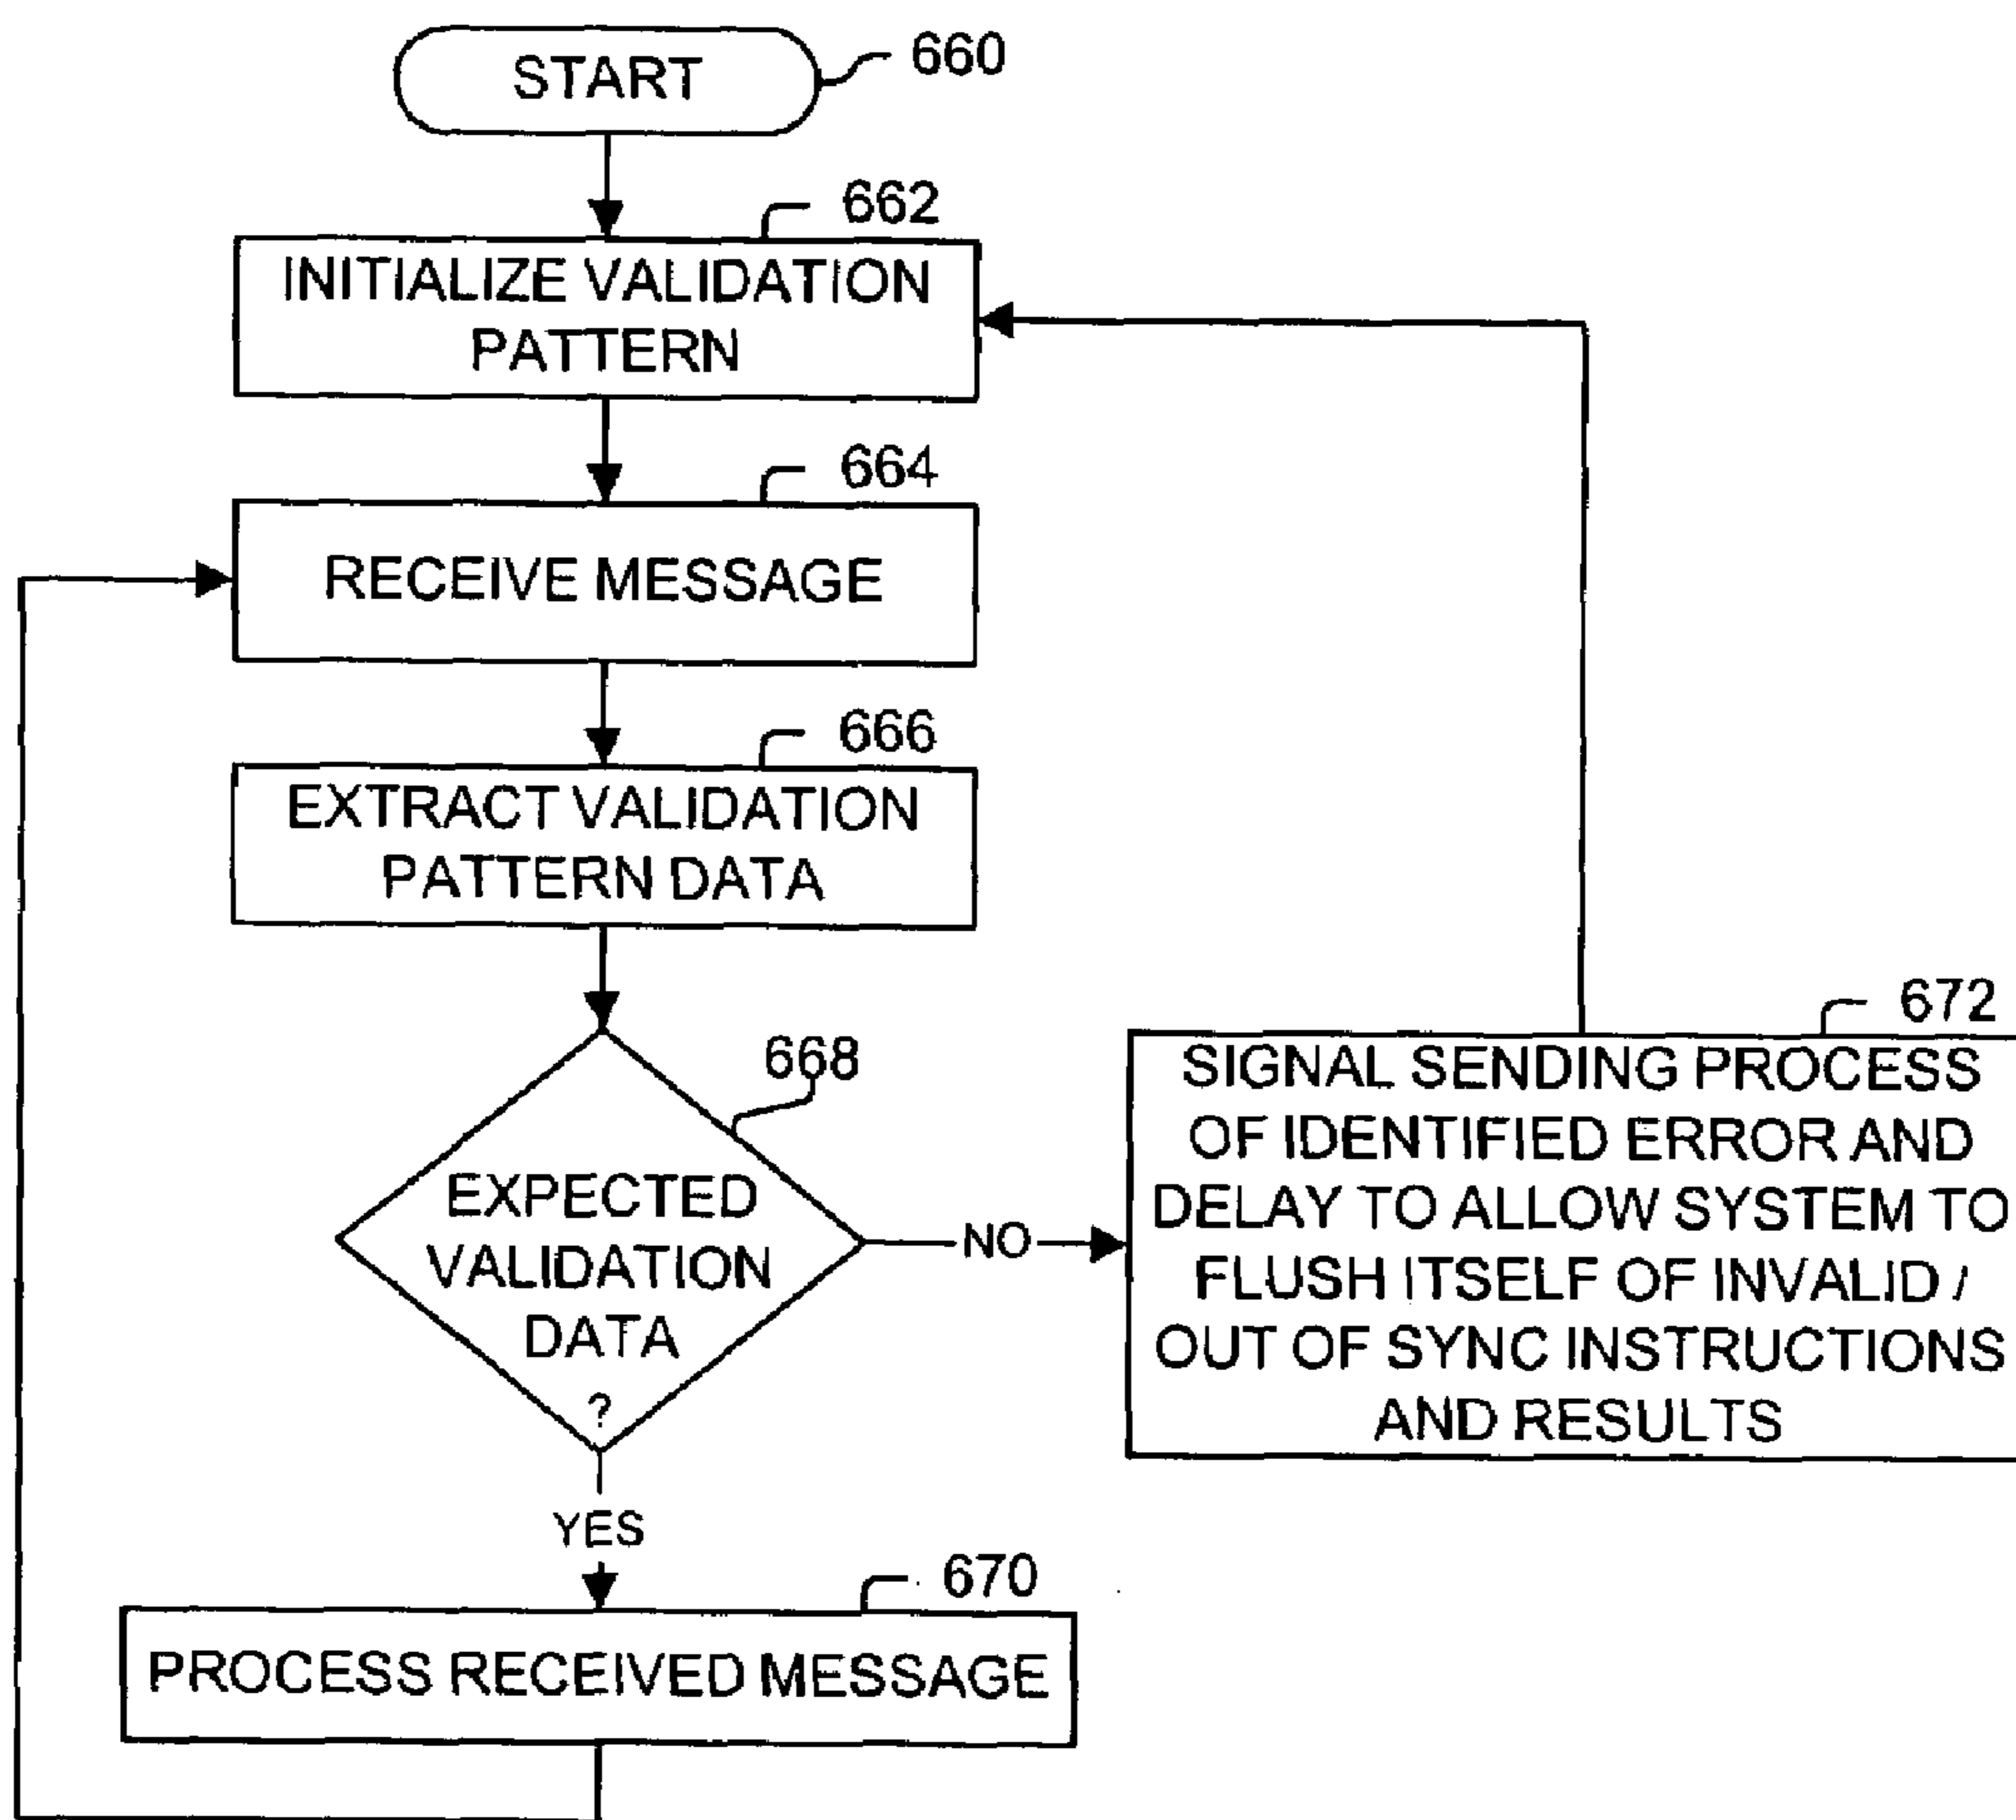 START
660
662
INITIALIZE VALIDATION
PATTERN
664
RECEIVE MESSAGE
666
EXTRACT VALIDATION
PATTERN DATA
668
EXPECTED
VALIDATION
DATA
?
NO
672
SIGNAL SENDING PROCESS
OF IDENTIFIED ERROR AND
DELAY TO ALLOW SYSTEM TO
FLUSH ITSELF OF INVALID /
OUT OF SYNC INSTRUCTIONS
AND RESULTS
YES
670
PROCESS RECEIVED MESSAGE